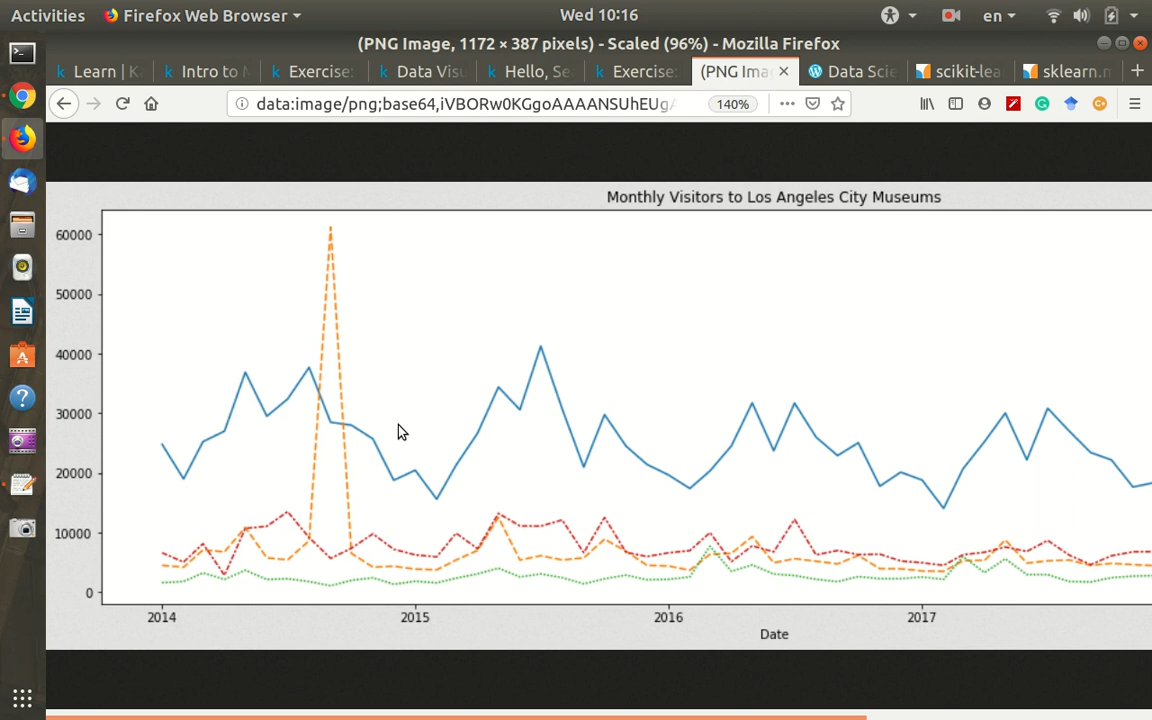 Activities Firefox Web Browser Wed 10:16 en
(PNG Image, 1172 × 387 pixels) - Scaled (96%) - Mozilla Firefox
Learn | K Intro to Exercise: Data Visu Hello, Se Exercise: (PNG Ima Data Scie scikit-lea sklearn.
data:image/png;base64,iVBORw0KGgoAAAANSUhEUgA 140%
Monthly Visitors to Los Angeles City Museums
60000
50000
40000
30000
20000
10000
0
2014 2015 2016 2017
Date